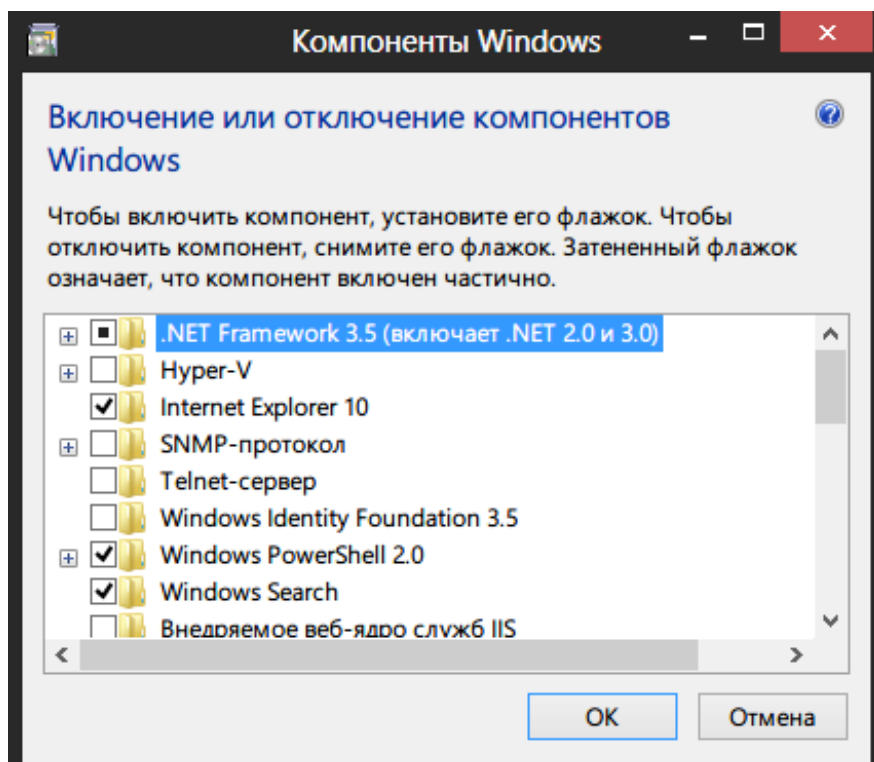 Компоненты Windows
Включение или отключение компонентов
Windows
Чтобы включить компонент, установите его флажок. Чтобы
отключить компонент, снимите его флажок. Затененный флажок
означает, что компонент включен частично.
.NET Framework 3.5 (включает .NET 2.0 и 3.0)
Hyper-V
Internet Explorer 10
SNMP-протокол
Telnet-сервер
Windows Identity Foundation 3.5
Windows PowerShell 2.0
Windows Search
Внедряемое веб-ядро служб IIS
ОК
Отмена